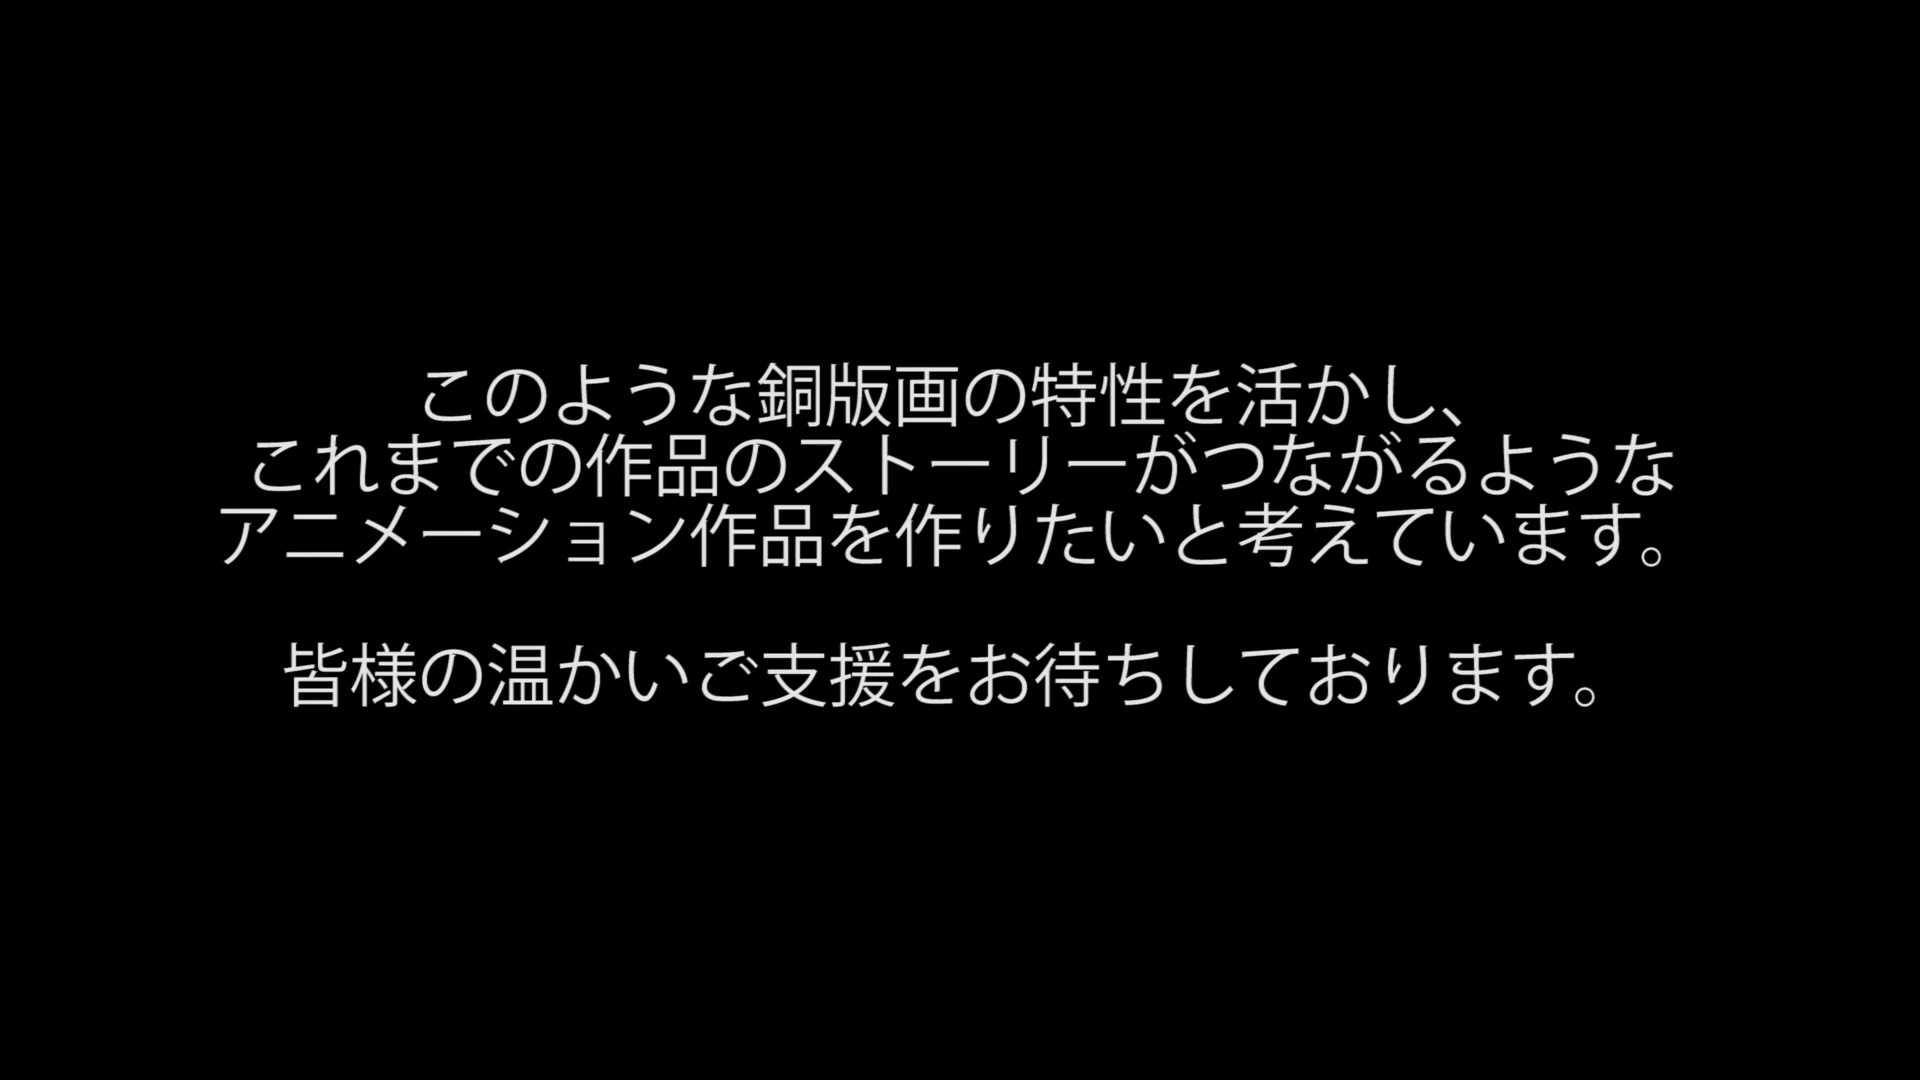 このような銅版画の特性を活かし、
これまでの作品のストーリーがつながるような
アニメーション作品を作りたいと考えています。
皆様の温かいご支援をお待ちしております。